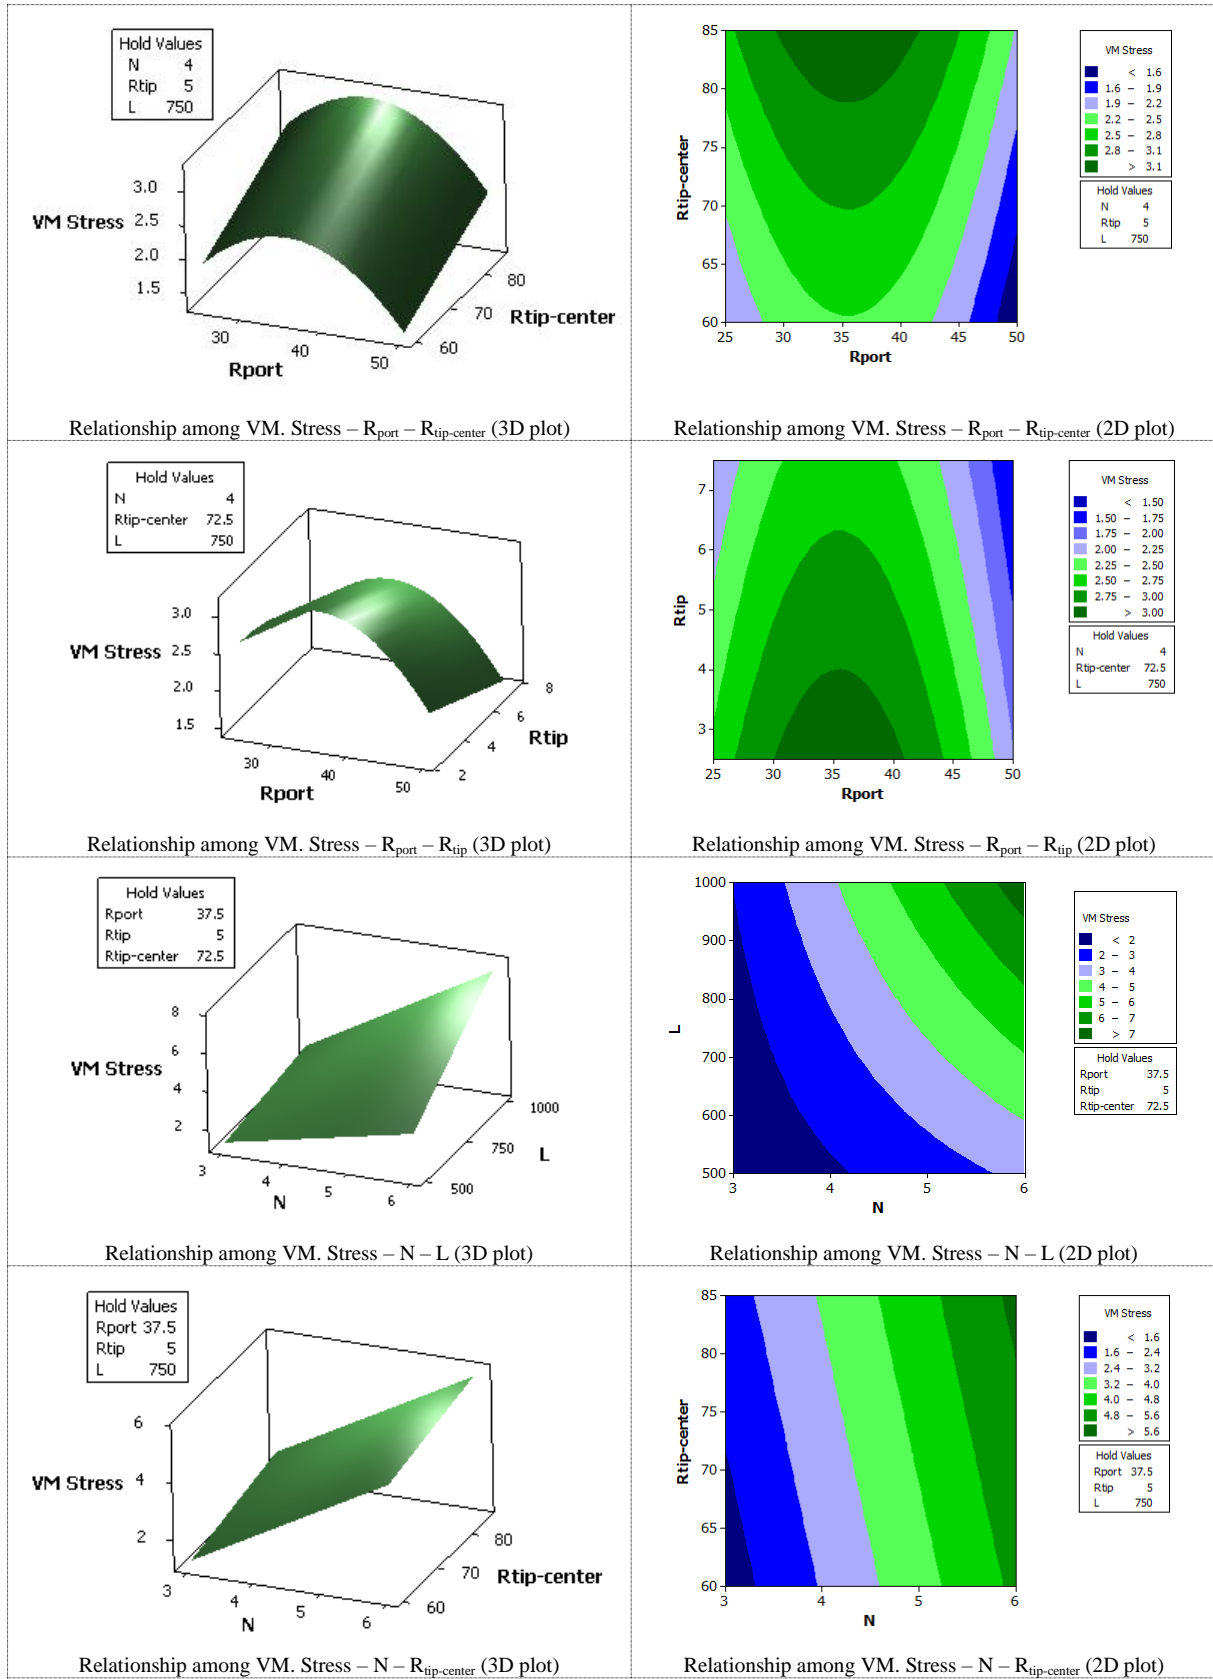 Hold Values
N 4
Rtip 5
L 750
3.0
2.5
VM Stress
2.0
1.5
30
40
50
Rport
80
70
60
Rtip-center
85
80
75
70
65
60
Rtip-center
25 30 35 40 45 50
Rport
VM Stress
< 1.6
1.6 – 1.9
1.9 – 2.2
2.2 – 2.5
2.5 – 2.8
2.8 – 3.1
> 3.1
Hold Values
N 4
Rtip 5
L 750
Relationship among VM. Stress – Rport – Rtip-center (3D plot)
Relationship among VM. Stress – Rport – Rtip-center (2D plot)
Hold Values
N 4
Rtip-center 72.5
L 750
3.0
VM Stress
2.5
2.0
1.5
30
40
50
Rport
8
6
4
2
Rtip
7
6
5
4
3
Rtip
25 30 35 40 45 50
Rport
VM Stress
< 1.50
1.50 – 1.75
1.75 – 2.00
2.00 – 2.25
2.25 – 2.50
2.50 – 2.75
2.75 – 3.00
> 3.00
Hold Values
N 4
Rtip-center 72.5
L 750
Relationship among VM. Stress – Rport – Rtip (3D plot)
Relationship among VM. Stress – Rport – Rtip (2D plot)
Hold Values
Rport 37.5
Rtip 5
Rtip-center 72.5
8
6
VM Stress
4
2
3
4
5
6
N
1000
750
500
L
1000
900
800
700
600
500
L
3 4 5 6
N
VM Stress
< 2
2 – 3
3 – 4
4 – 5
5 – 6
6 – 7
> 7
Hold Values
Rport 37.5
Rtip 5
Rtip-center 72.5
Relationship among VM. Stress – N – L (3D plot)
Relationship among VM. Stress – N – L (2D plot)
Hold Values
Rport 37.5
Rtip 5
L 750
6
VM Stress 4
2
3
4
5
6
N
80
70
60
Rtip-center
85
80
75
70
65
60
Rtip-center
3 4 5 6
N
VM Stress
< 1.6
1.6 – 2.4
2.4 – 3.2
3.2 – 4.0
4.0 – 4.8
4.8 – 5.6
> 5.6
Hold Values
Rport 37.5
Rtip 5
L 750
Relationship among VM. Stress – N – Rtip-center (3D plot)
Relationship among VM. Stress – N – Rtip-center (2D plot)